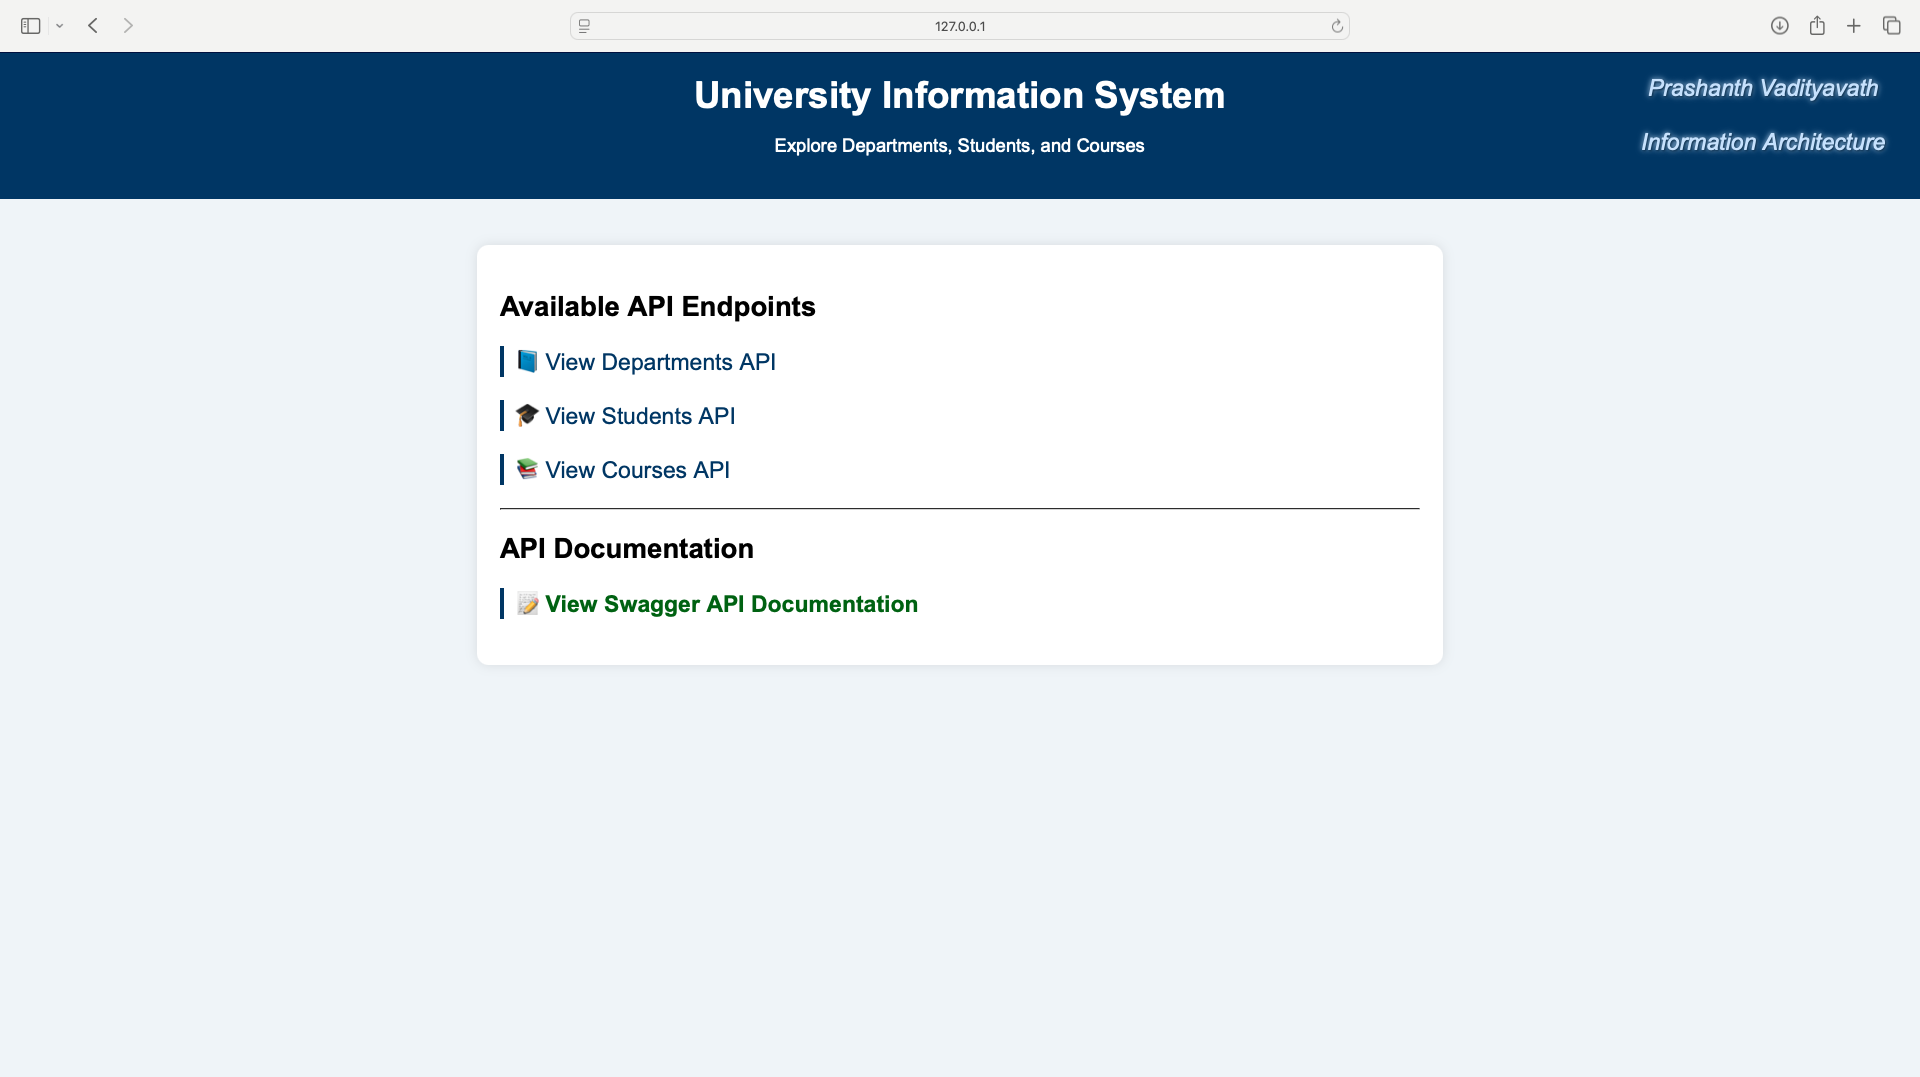 127.0.0.1
University Information System
Explore Departments, Students, and Courses
Prashanth Vadityavath
Information Architecture
Available API Endpoints
View Departments API
View Students API
View Courses API
API Documentation
View Swagger API Documentation